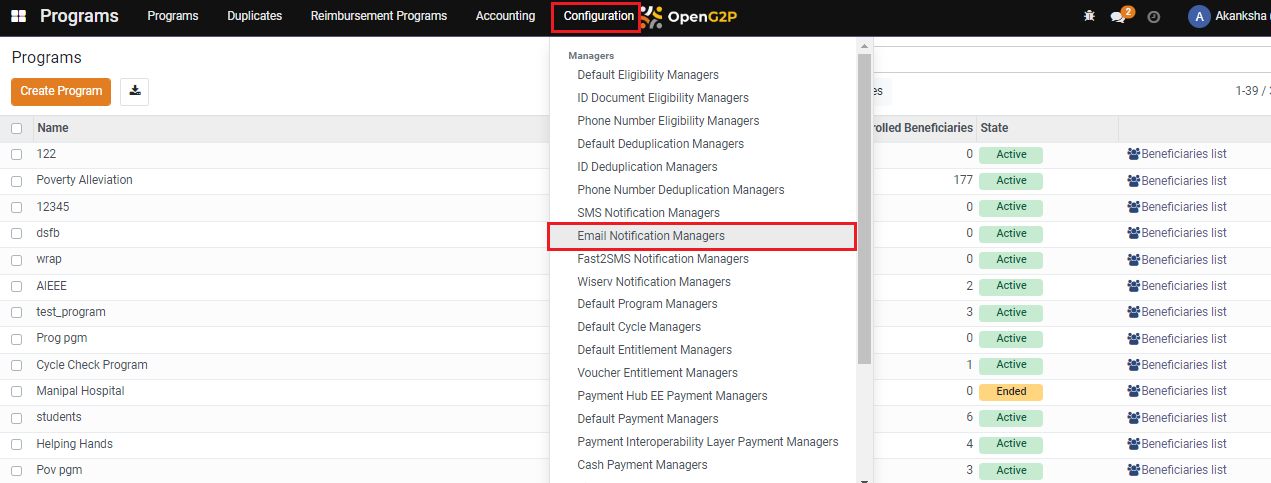 Programs Programs Duplicates Reimbursement Programs Accounting Configuration OpenG2P 2 A Akanksha (
Programs
Create Program
es 1-39 / 3
Managers
Default Eligibility Managers
ID Document Eligibility Managers
Phone Number Eligibility Managers
Default Deduplication Managers
ID Deduplication Managers
Phone Number Deduplication Managers
SMS Notification Managers
Email Notification Managers
Fast2SMS Notification Managers
Wiserv Notification Managers
Default Program Managers
Default Cycle Managers
Default Entitlement Managers
Voucher Entitlement Managers
Payment Hub EE Payment Managers
Default Payment Managers
Payment Interoperability Layer Payment Managers
Cash Payment Managers
Name rolled Beneficiaries State
122 0 Active Beneficiaries list
Poverty Alleviation 177 Active Beneficiaries list
12345 0 Active Beneficiaries list
dsfb 0 Active Beneficiaries list
wrap 0 Active Beneficiaries list
AIEEE 2 Active Beneficiaries list
test_program 3 Active Beneficiaries list
Prog pgm 0 Active Beneficiaries list
Cycle Check Program 1 Active Beneficiaries list
Manipal Hospital 0 Ended Beneficiaries list
students 6 Active Beneficiaries list
Helping Hands 4 Active Beneficiaries list
Pov pgm 3 Active Beneficiaries list